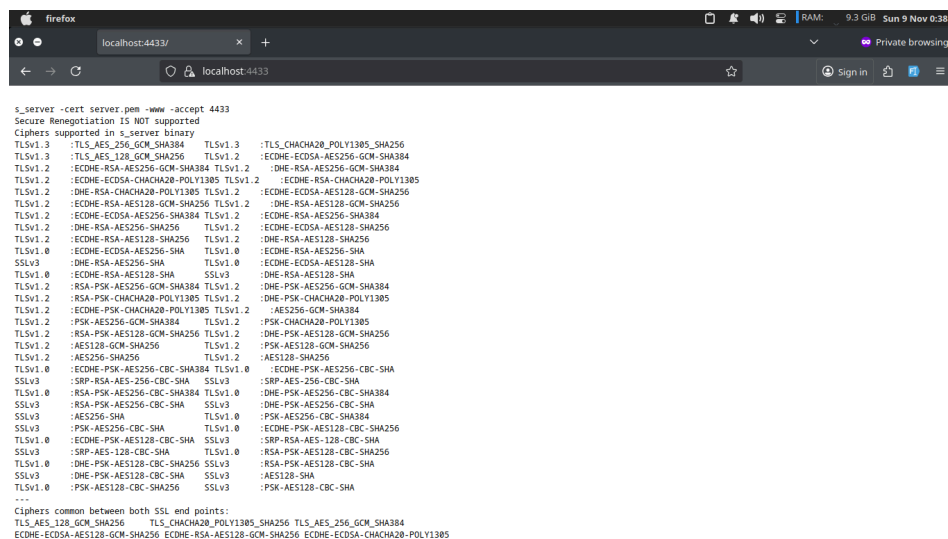 firefox RAM: 9.3 GiB Sun 9 Nov 0:38
localhost:4433/ Private browsing
localhost:4433 Sign in
s_server -cert server.pem -www -accept 4433
Secure Renegotiation IS NOT supported
Ciphers supported in s_server binary
TLSv1.3 :TLS_AES_256_GCM_SHA384 TLSv1.3 :TLS_CHACHA20_POLY1305_SHA256
TLSv1.3 :TLS_AES_128_GCM_SHA256 TLSv1.2 :ECDHE-ECDSA-AES256-GCM-SHA384
TLSv1.2 :ECDHE-RSA-AES256-GCM-SHA384 TLSv1.2 :DHE-RSA-AES256-GCM-SHA384
TLSv1.2 :ECDHE-ECDSA-CHACHA20-POLY1305 TLSv1.2 :ECDHE-RSA-CHACHA20-POLY1305
TLSv1.2 :DHE-RSA-CHACHA20-POLY1305 TLSv1.2 :ECDHE-ECDSA-AES128-GCM-SHA256
TLSv1.2 :ECDHE-RSA-AES128-GCM-SHA256 TLSv1.2 :DHE-RSA-AES128-GCM-SHA256
TLSv1.2 :ECDHE-ECDSA-AES256-SHA384 TLSv1.2 :ECDHE-RSA-AES256-SHA384
TLSv1.2 :DHE-RSA-AES256-SHA256 TLSv1.2 :ECDHE-ECDSA-AES128-SHA256
TLSv1.2 :ECDHE-RSA-AES128-SHA256 TLSv1.2 :DHE-RSA-AES128-SHA256
TLSv1.0 :ECDHE-ECDSA-AES256-SHA TLSv1.0 :ECDHE-RSA-AES256-SHA
SSLv3 :DHE-RSA-AES256-SHA TLSv1.0 :ECDHE-ECDSA-AES128-SHA
TLSv1.0 :ECDHE-RSA-AES128-SHA SSLv3 :DHE-RSA-AES128-SHA
TLSv1.2 :RSA-PSK-AES256-GCM-SHA384 TLSv1.2 :DHE-PSK-AES256-GCM-SHA384
TLSv1.2 :RSA-PSK-CHACHA20-POLY1305 TLSv1.2 :DHE-PSK-CHACHA20-POLY1305
TLSv1.2 :ECDHE-PSK-CHACHA20-POLY1305 TLSv1.2 :AES256-GCM-SHA384
TLSv1.2 :PSK-AES256-GCM-SHA384 TLSv1.2 :PSK-CHACHA20-POLY1305
TLSv1.2 :RSA-PSK-AES128-GCM-SHA256 TLSv1.2 :DHE-PSK-AES128-GCM-SHA256
TLSv1.2 :AES128-GCM-SHA256 TLSv1.2 :PSK-AES128-GCM-SHA256
TLSv1.2 :AES256-SHA256 TLSv1.2 :AES128-SHA256
TLSv1.0 :ECDHE-PSK-AES256-CBC-SHA384 TLSv1.0 :ECDHE-PSK-AES256-CBC-SHA
SSLv3 :SRP-RSA-AES-256-CBC-SHA SSLv3 :SRP-AES-256-CBC-SHA
TLSv1.0 :RSA-PSK-AES256-CBC-SHA384 TLSv1.0 :DHE-PSK-AES256-CBC-SHA384
SSLv3 :RSA-PSK-AES256-CBC-SHA SSLv3 :DHE-PSK-AES256-CBC-SHA
SSLv3 :AES256-SHA TLSv1.0 :PSK-AES256-CBC-SHA384
SSLv3 :PSK-AES256-CBC-SHA TLSv1.0 :ECDHE-PSK-AES128-CBC-SHA256
TLSv1.0 :ECDHE-PSK-AES128-CBC-SHA SSLv3 :SRP-RSA-AES-128-CBC-SHA
SSLv3 :SRP-AES-128-CBC-SHA TLSv1.0 :RSA-PSK-AES128-CBC-SHA256
TLSv1.0 :DHE-PSK-AES128-CBC-SHA256 SSLv3 :RSA-PSK-AES128-CBC-SHA
SSLv3 :DHE-PSK-AES128-CBC-SHA SSLv3 :AES128-SHA
TLSv1.0 :PSK-AES128-CBC-SHA256 SSLv3 :PSK-AES128-CBC-SHA
---
Ciphers common between both SSL end points:
TLS_AES_128_GCM_SHA256 TLS_CHACHA20_POLY1305_SHA256 TLS_AES_256_GCM_SHA384
ECDHE-ECDSA-AES128-GCM-SHA256 ECDHE-RSA-AES128-GCM-SHA256 ECDHE-ECDSA-CHACHA20-POLY1305